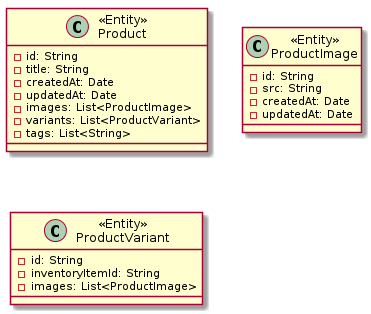 C
«Entity»
Product
id: String
title: String
createdAt: Date
updatedAt: Date
images: List<ProductImage>
variants: List<ProductVariant>
tags: List<String>
C
«Entity»
ProductImage
id: String
src: String
createdAt: Date
updatedAt: Date
C
«Entity»
ProductVariant
id: String
inventoryItemId: String
images: List<ProductImage>